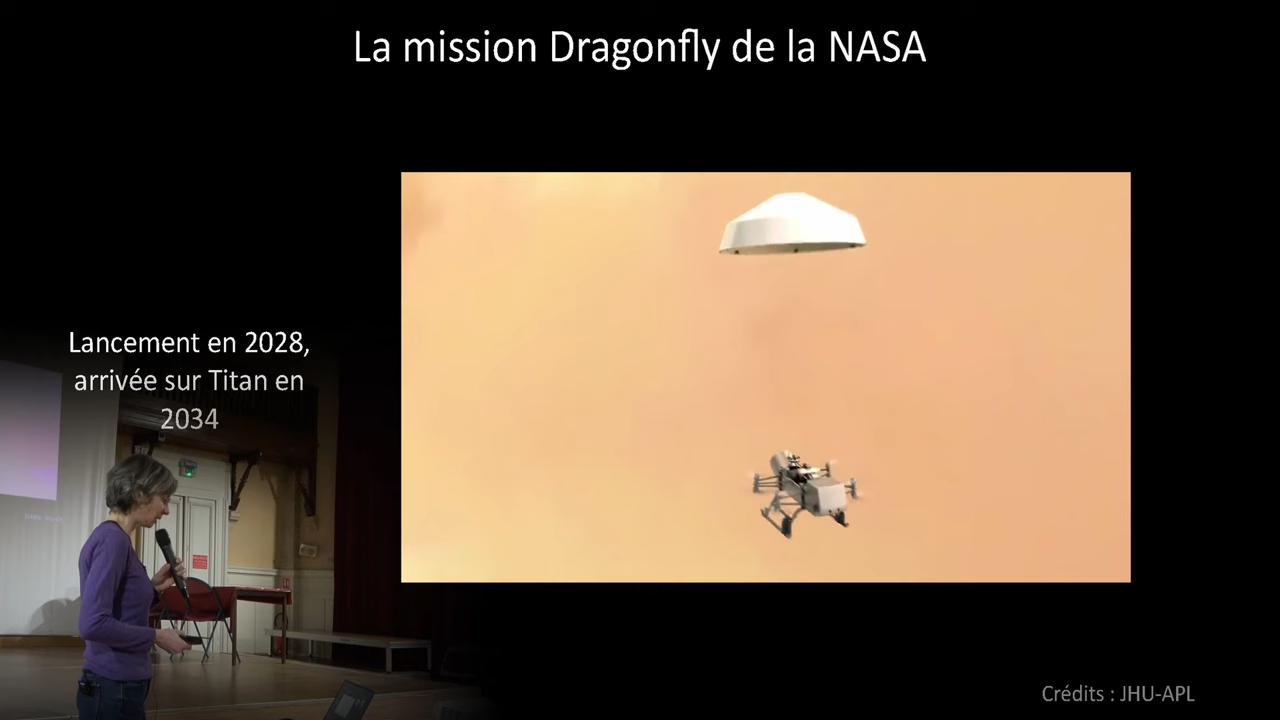 La mission Dragonfly de la NASA
Lancement en 2028,
arrivée sur Titan en
2034
Crédits : JHU-APL